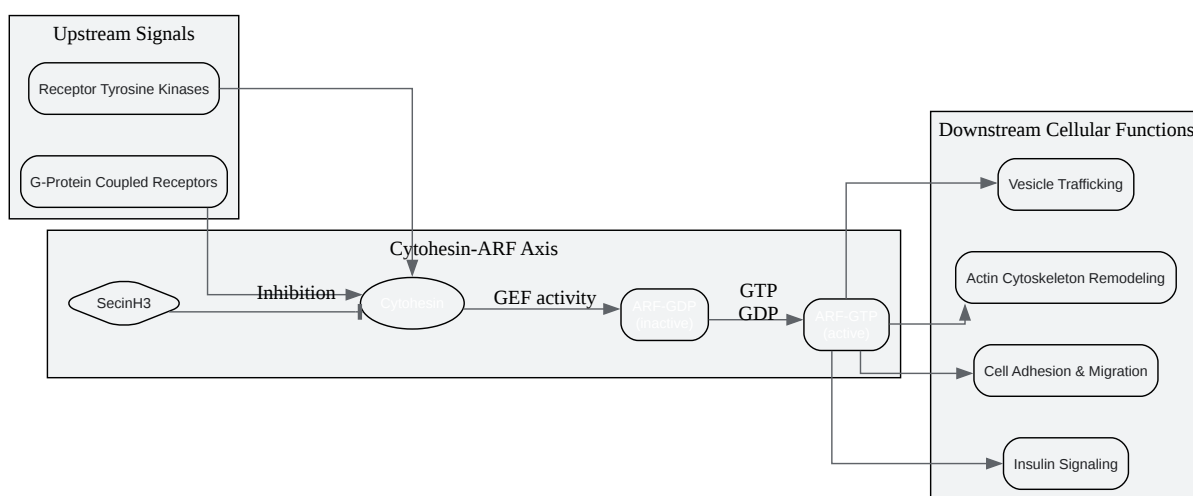 Upstream Signals
Receptor Tyrosine Kinases
G-Protein Coupled Receptors
Cytohesin-ARF Axis
SecinH3
Inhibition
Cytohesin
GEF activity
ARF-GDP
(inactive)
GTP
GDP
ARF-GTP
(active)
Downstream Cellular Functions
Vesicle Trafficking
Actin Cytoskeleton Remodeling
Cell Adhesion & Migration
Insulin Signaling